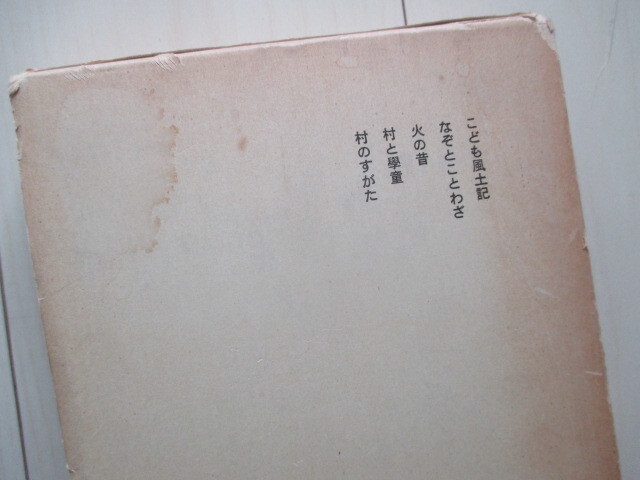 こども風土記
なぞとことわざ
火の昔
村と學童
村のすがた